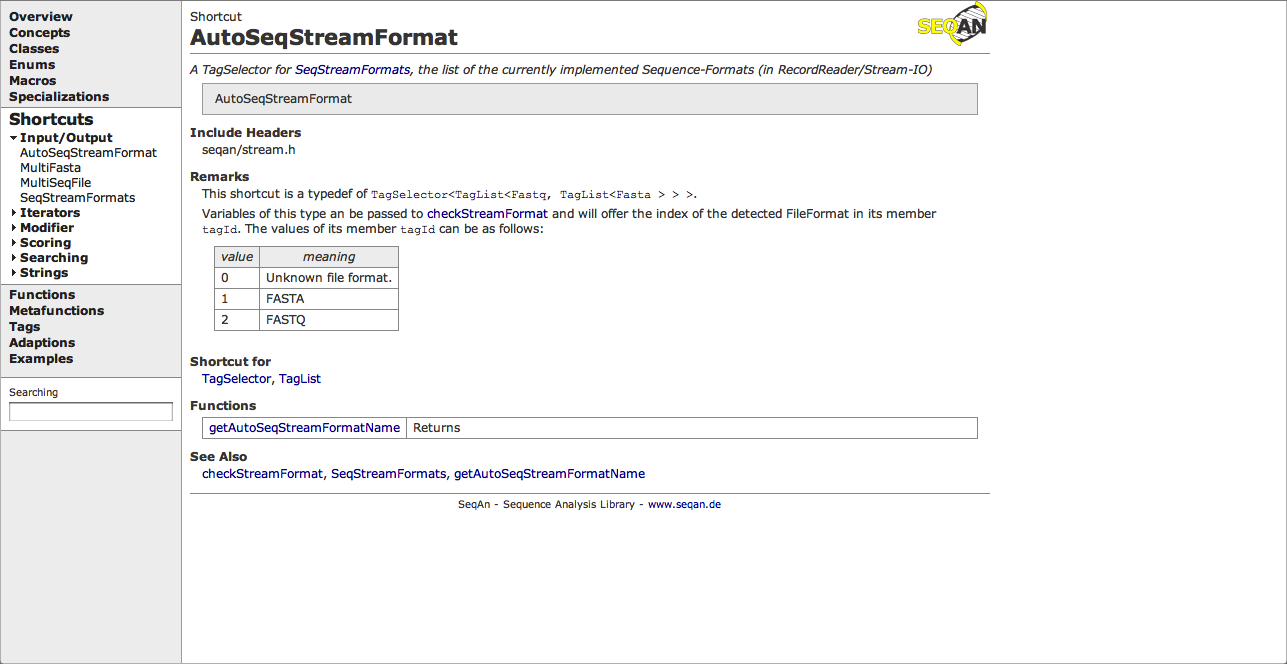 Overview
Concepts
Classes
Enums
Macros
Specializations
Shortcuts
Input/Output
AutoSeqStreamFormat
MultiFasta
MultiSeqFile
SeqStreamFormats
Iterators
Modifier
Scoring
Searching
Strings
Functions
Metafunctions
Tags
Adaptions
Examples
Searching
Shortcut
SEQAN
AutoSeqStreamFormat
A TagSelector for SeqStreamFormats, the list of the currently implemented Sequence-Formats (in RecordReader/Stream-IO)
AutoSeqStreamFormat
Include Headers
seqan/stream.h
Remarks
This shortcut is a typedef of TagSelector<TagList<Fastq, TagList<Fasta > > >.
Variables of this type an be passed to checkStreamFormat and will offer the index of the detected FileFormat in its member
tagId. The values of its member tagId can be as follows:
value meaning
0 Unknown file format.
1 FASTA
2 FASTQ
Shortcut for
TagSelector, TagList
Functions
getAutoSeqStreamFormatName Returns
See Also
checkStreamFormat, SeqStreamFormats, getAutoSeqStreamFormatName
SeqAn - Sequence Analysis Library - www.seqan.de